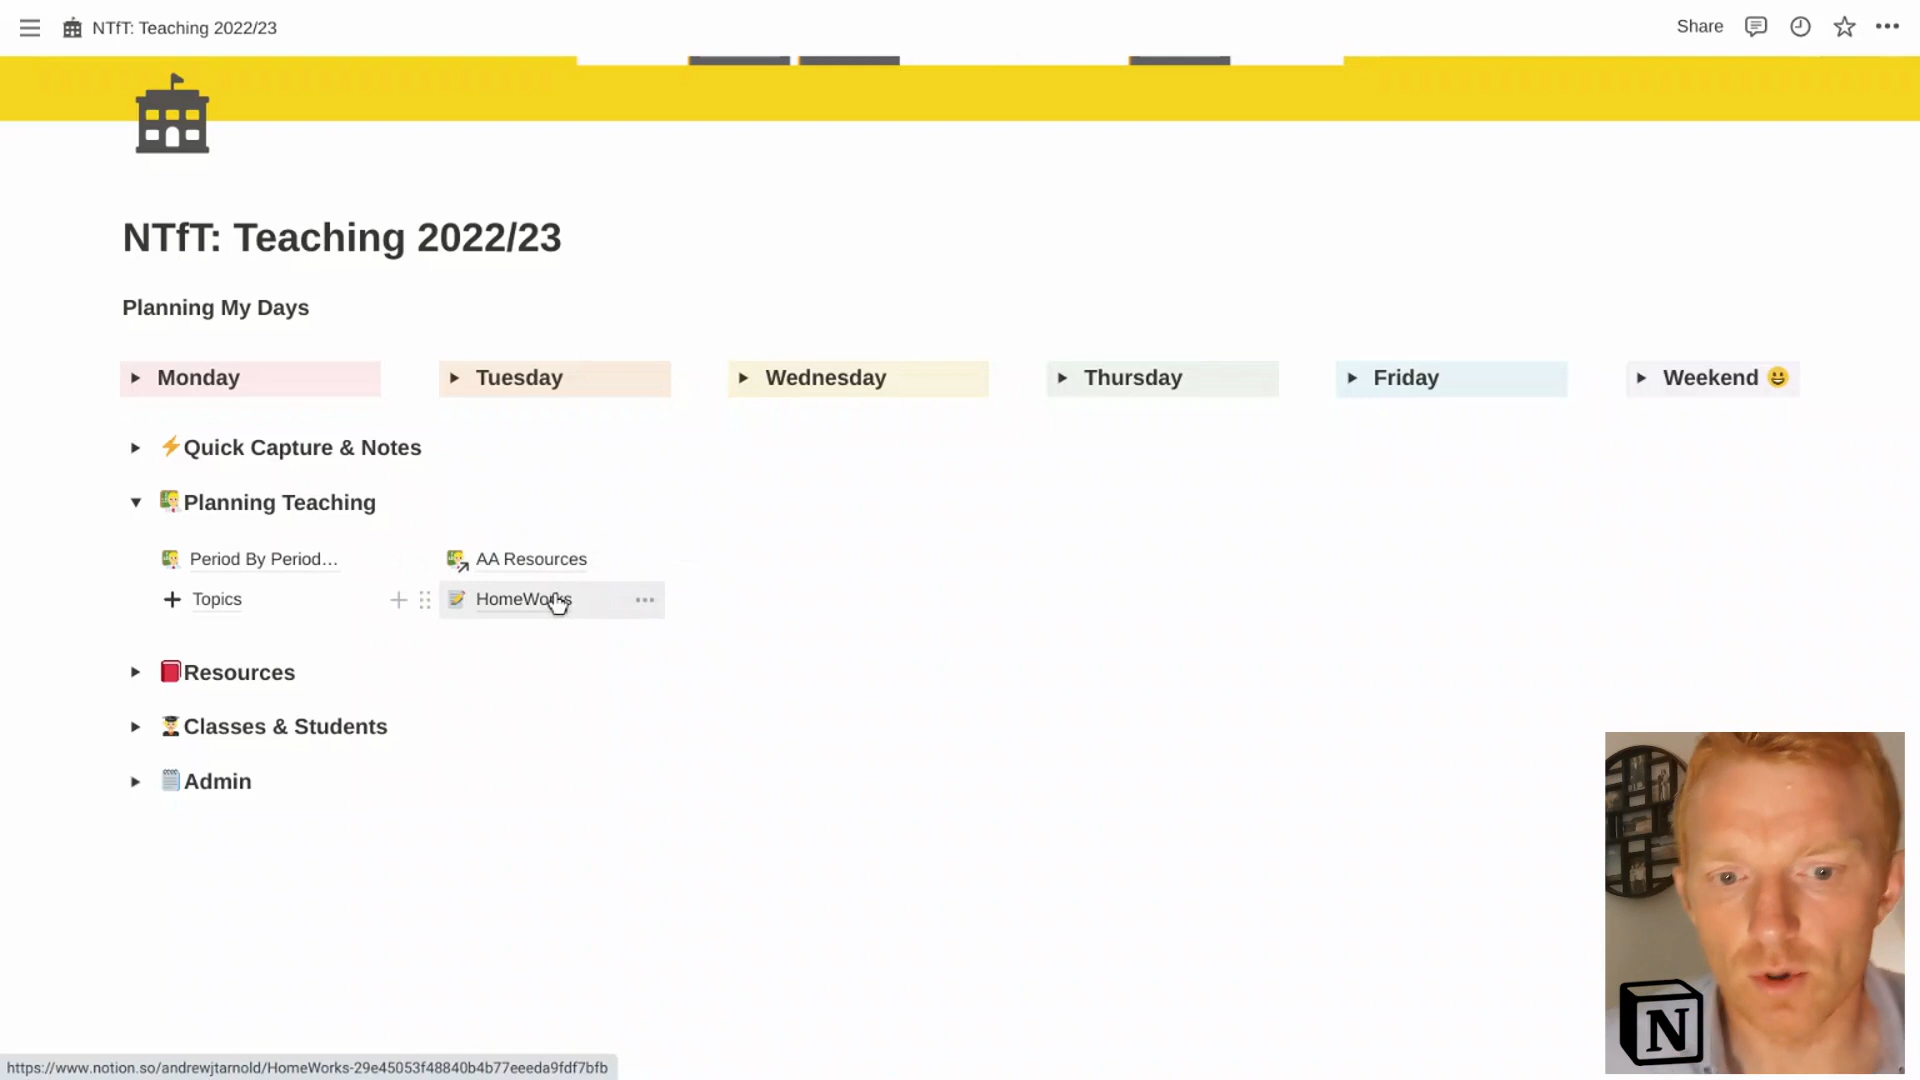 NTfT: Teaching 2022/23
Share
NTfT: Teaching 2022/23
Planning My Days
Monday
Tuesday
Wednesday
Thursday
Friday
Weekend 😃
⚡Quick Capture & Notes
Planning Teaching
Period By Period...
AA Resources
Topics
HomeWorks
Resources
Classes & Students
Admin
N
https://www.notion.so/andrewjtarnold/HomeWorks-29e45053f48840b4b77eeeda9fdf7bfb